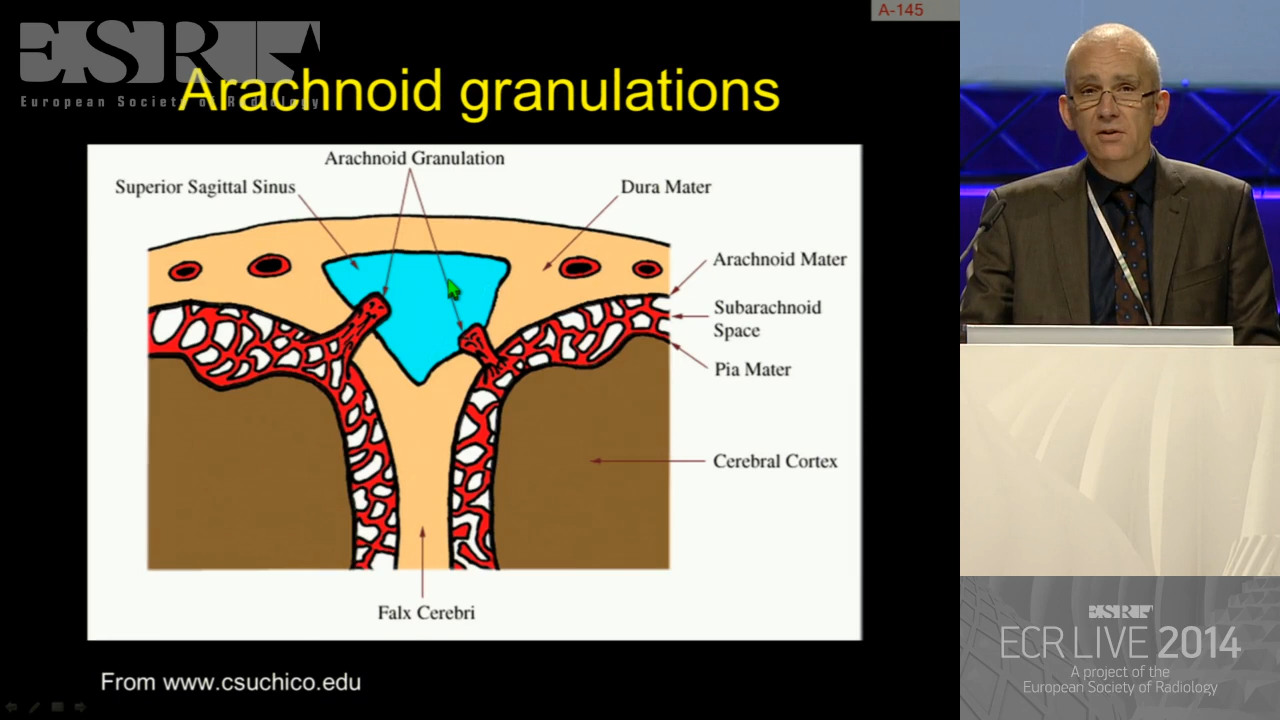 A-145
ESR
European Society of Radiology
Arachnoid granulations
Arachnoid Granulation
Superior Sagittal Sinus
Dura Mater
Arachnoid Mater
Subarachnoid
Space
Pia Mater
Cerebral Cortex
Falx Cerebri
From www.csuchico.edu
ESR
ECR LIVE 2014
A project of the
European Society of Radiology